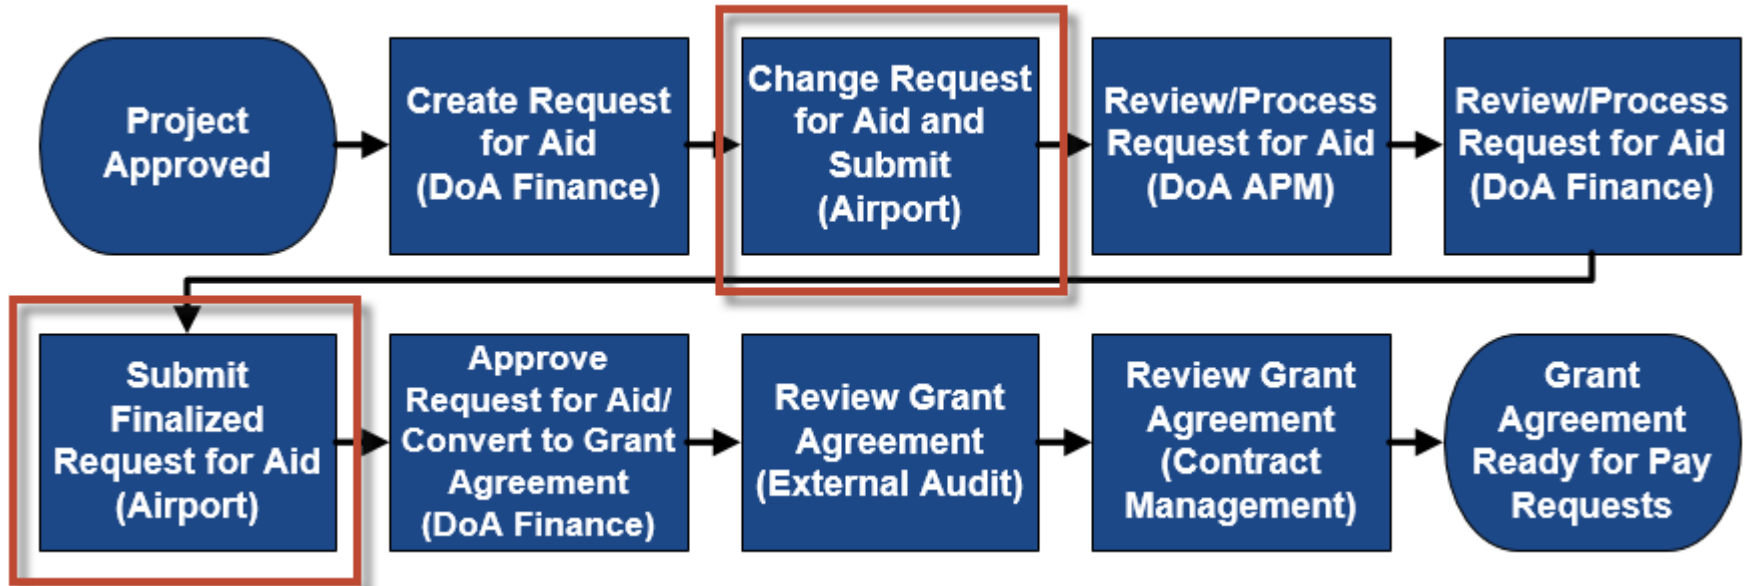 Project
Approved
Create Request
for Aid
(DoA Finance)
Change Request
for Aid and
Submit
(Airport)
Review/Process
Request for Aid
(DoA APM)
Review/Process
Request for Aid
(DoA Finance)
Submit
Finalized
Request for Aid
(Airport)
Approve
Request for Aid/
Convert to Grant
Agreement
(DoA Finance)
Review Grant
Agreement
(External Audit)
Review Grant
Agreement
(Contract
Management)
Grant
Agreement
Ready for Pay
Requests